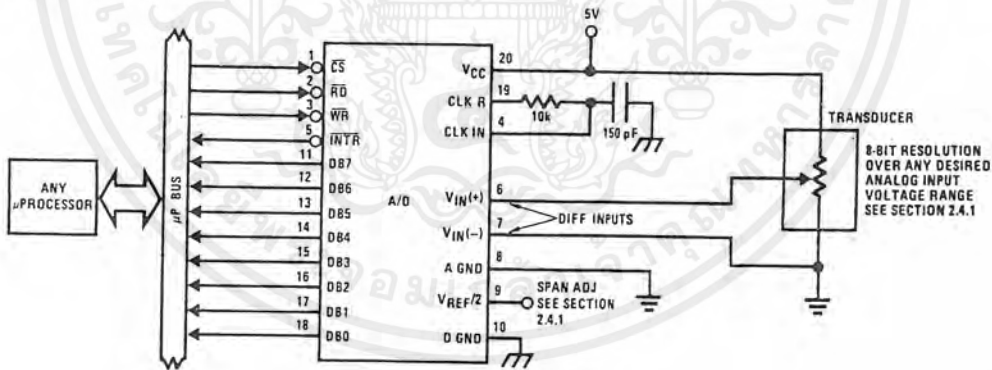 5V
1
CS
2
RD
3
WR
5
INTR
11
DB7
12
DB6
13
DB5
14
DB4
15
DB3
16
DB2
17
DB1
18
DB0
ANY
μPROCESSOR
μP BUS
A/D
20
VCC
19
CLK R
10k
4
CLK IN
150 pF
6
VIN(+)
DIFF INPUTS
7
VIN(−)
8
A GND
9
VREF/2
SPAN ADJ
SEE SECTION
2.4.1
10
D GND
TRANSDUCER
8-BIT RESOLUTION
OVER ANY DESIRED
ANALOG INPUT
VOLTAGE RANGE
SEE SECTION 2.4.1